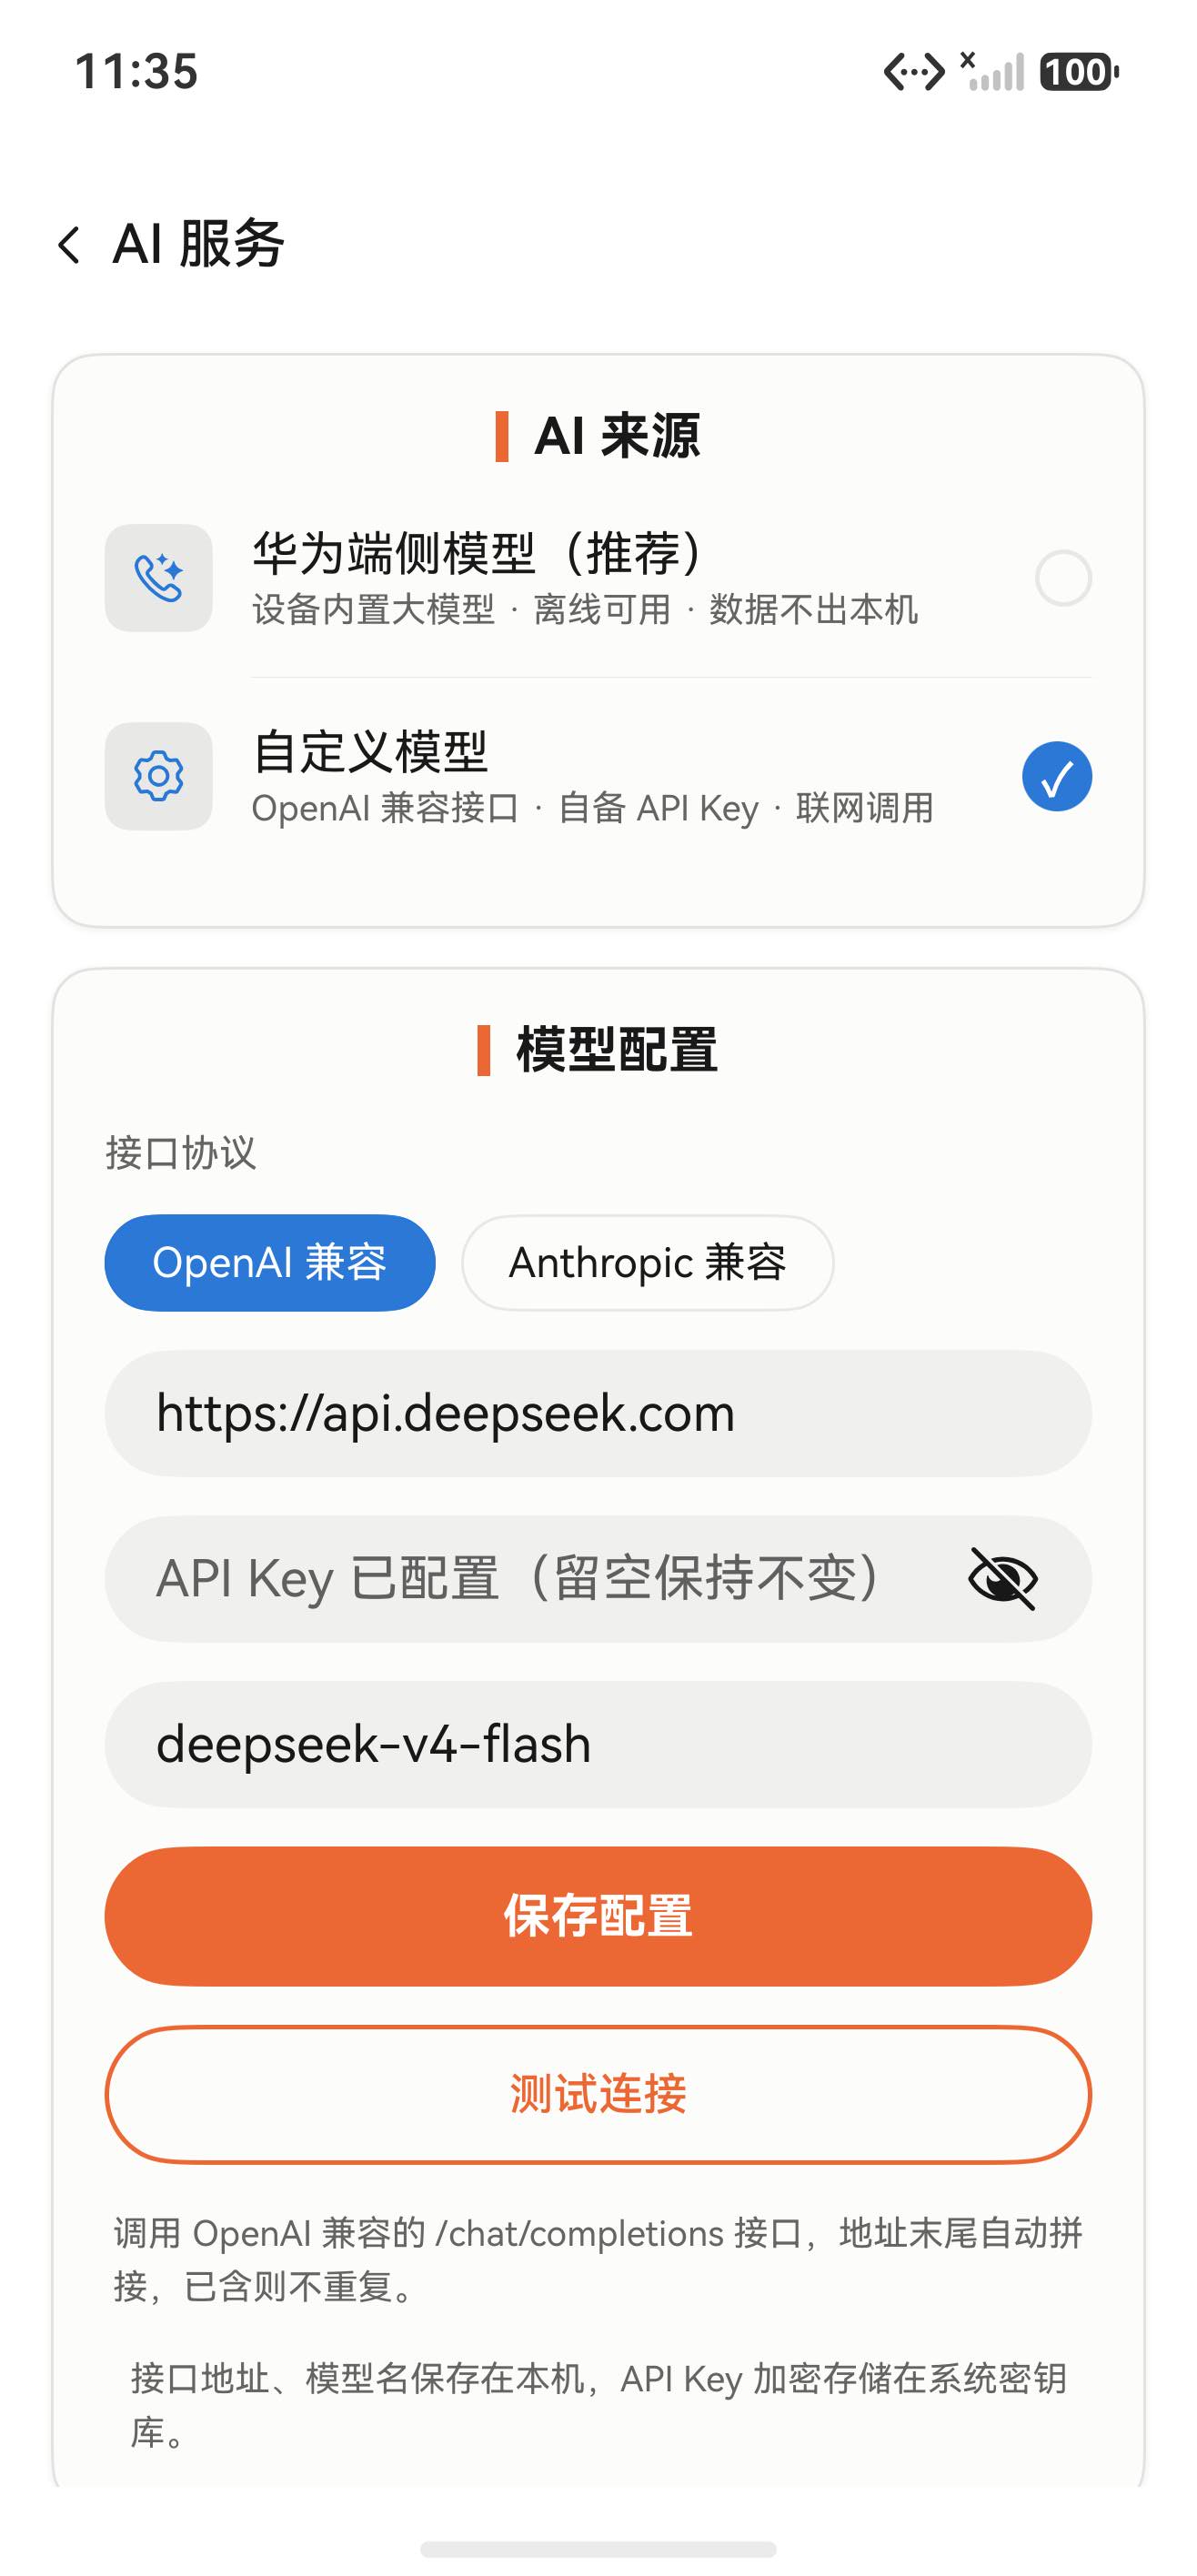 11:35
100
AI 服务
AI 来源
华为端侧模型（推荐）
设备内置大模型 · 离线可用 · 数据不出本机
自定义模型
OpenAI 兼容接口 · 自备 API Key · 联网调用
模型配置
接口协议
OpenAI 兼容
Anthropic 兼容
https://api.deepseek.com
API Key 已配置（留空保持不变）
deepseek-v4-flash
保存配置
测试连接
调用 OpenAI 兼容的 /chat/completions 接口，地址末尾自动拼
接，已含则不重复。
接口地址、模型名保存在本机，API Key 加密存储在系统密钥
库。